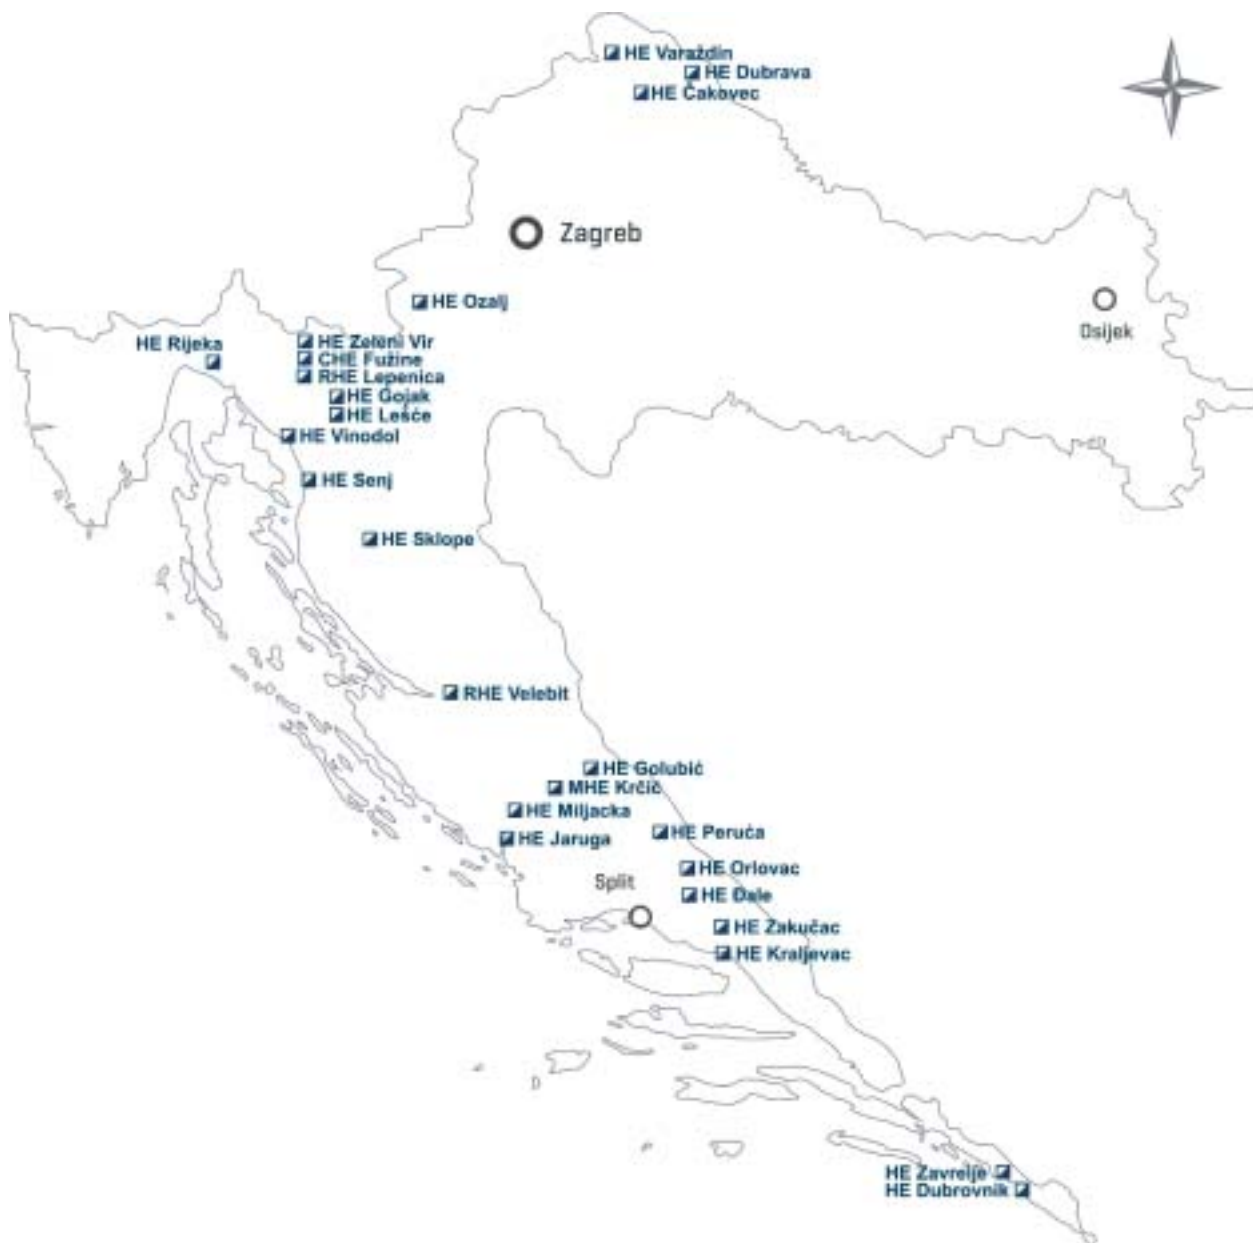 HE Varaždin
HE Dubrava
HE Čakovec
Zagreb
HE Ozalj
Osijek
HE Rijeka
HE Zeleni Vir
CHE Fužine
RHE Lepenica
HE Gojak
HE Lešće
HE Vinodol
HE Senj
HE Sklope
RHE Velebit
HE Golubić
MHE Krčić
HE Miljacka
HE Peruća
HE Jaruga
HE Orlovac
Split
HE Đale
HE Zakučac
HE Kraljevac
HE Zavrelje
HE Dubrovnik